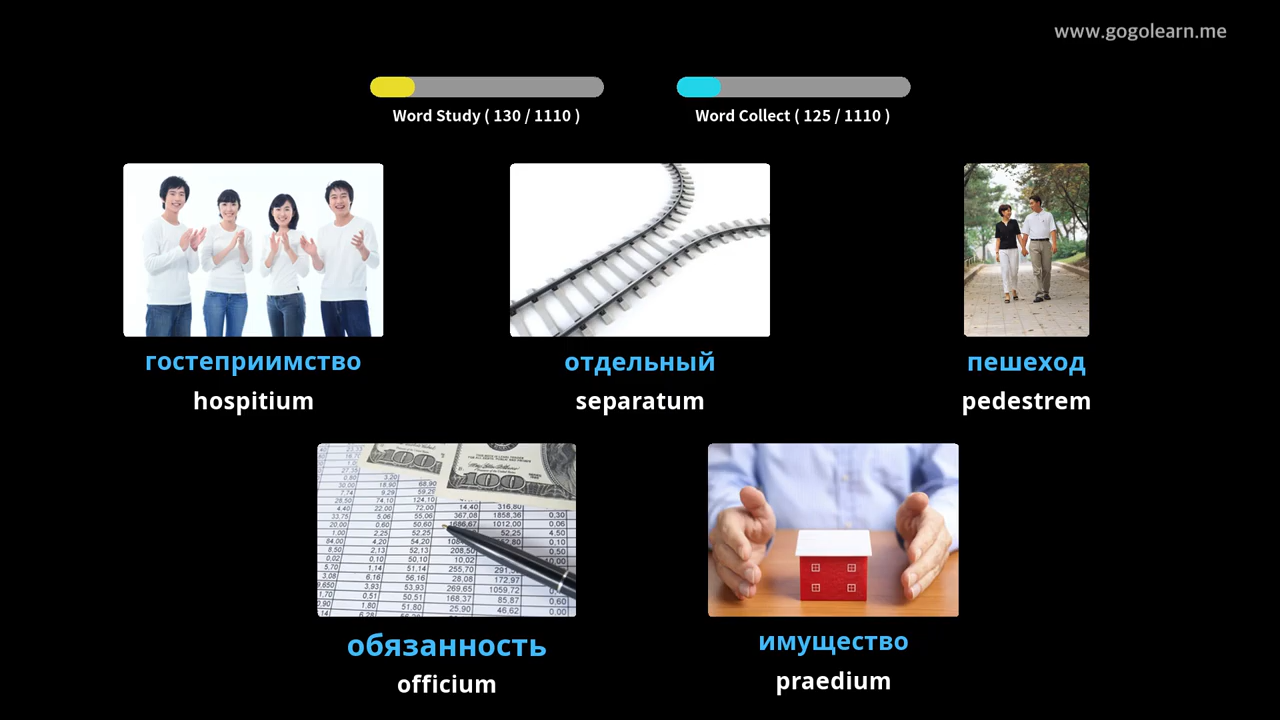 www.gogolearn.me
Word Study ( 130 / 1110 )
Word Collect ( 125 / 1110 )
гостеприимство
hospitium
отдельный
separatum
пешеход
pedestrem
обязанность
officium
имущество
praedium